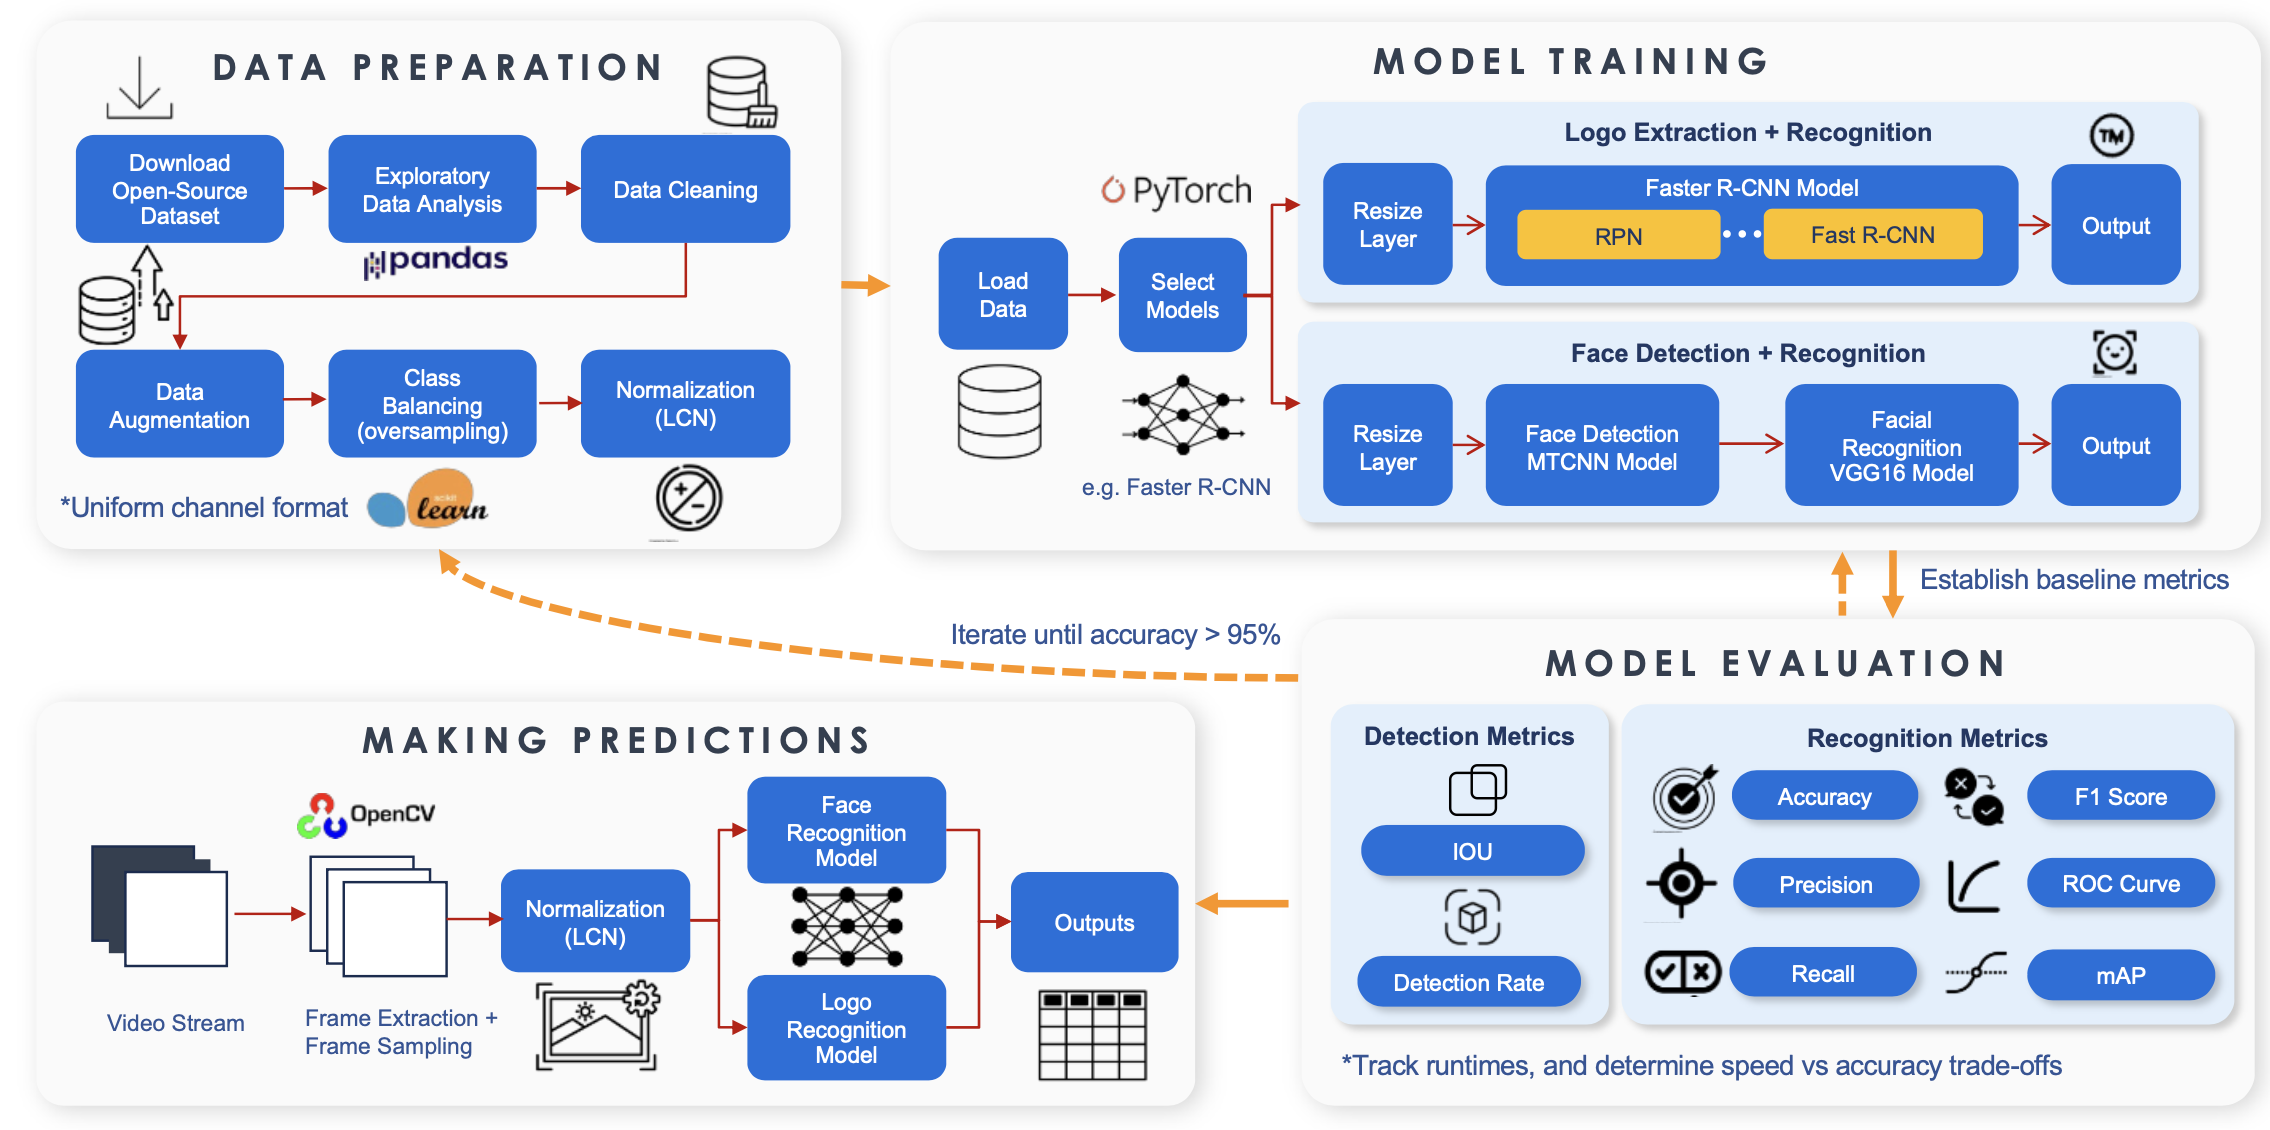 DATA PREPARATION
Download
Open-Source
Dataset
Exploratory
Data Analysis
Data Cleaning
pandas
Data
Augmentation
Class
Balancing
(oversampling)
Normalization
(LCN)
*Uniform channel format
scikit
learn
MODEL TRAINING
PyTorch
Load
Data
Select
Models
e.g. Faster R-CNN
Logo Extraction + Recognition
TM
Resize
Layer
Faster R-CNN Model
RPN
Fast R-CNN
Output
Face Detection + Recognition
Resize
Layer
Face Detection
MTCNN Model
Facial
Recognition
VGG16 Model
Output
Establish baseline metrics
Iterate until accuracy > 95%
MODEL EVALUATION
Detection Metrics
IOU
Detection Rate
Recognition Metrics
Accuracy
F1 Score
Precision
ROC Curve
Recall
mAP
*Track runtimes, and determine speed vs accuracy trade-offs
MAKING PREDICTIONS
OpenCV
Video Stream
Frame Extraction +
Frame Sampling
Normalization
(LCN)
Face
Recognition
Model
Logo
Recognition
Model
Outputs